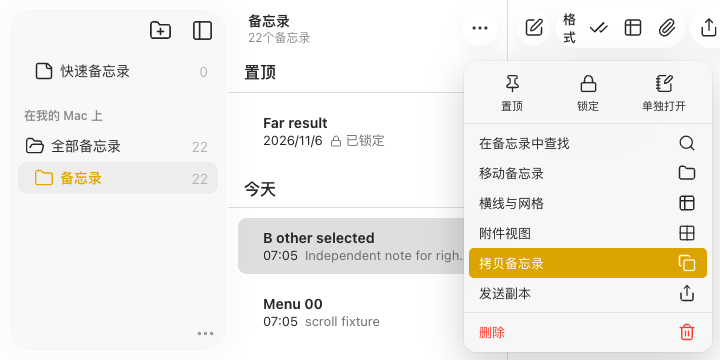 快速备忘录 0
在我的 Mac 上
全部备忘录 22
备忘录 22
备忘录
22个备忘录
置顶
Far result
2026/11/6 已锁定
今天
B other selected
07:05 Independent note for righ...
Menu 00
07:05 scroll fixture
格式
置顶 锁定 单独打开
在备忘录中查找
移动备忘录
横线与网格
附件视图
拷贝备忘录
发送副本
删除